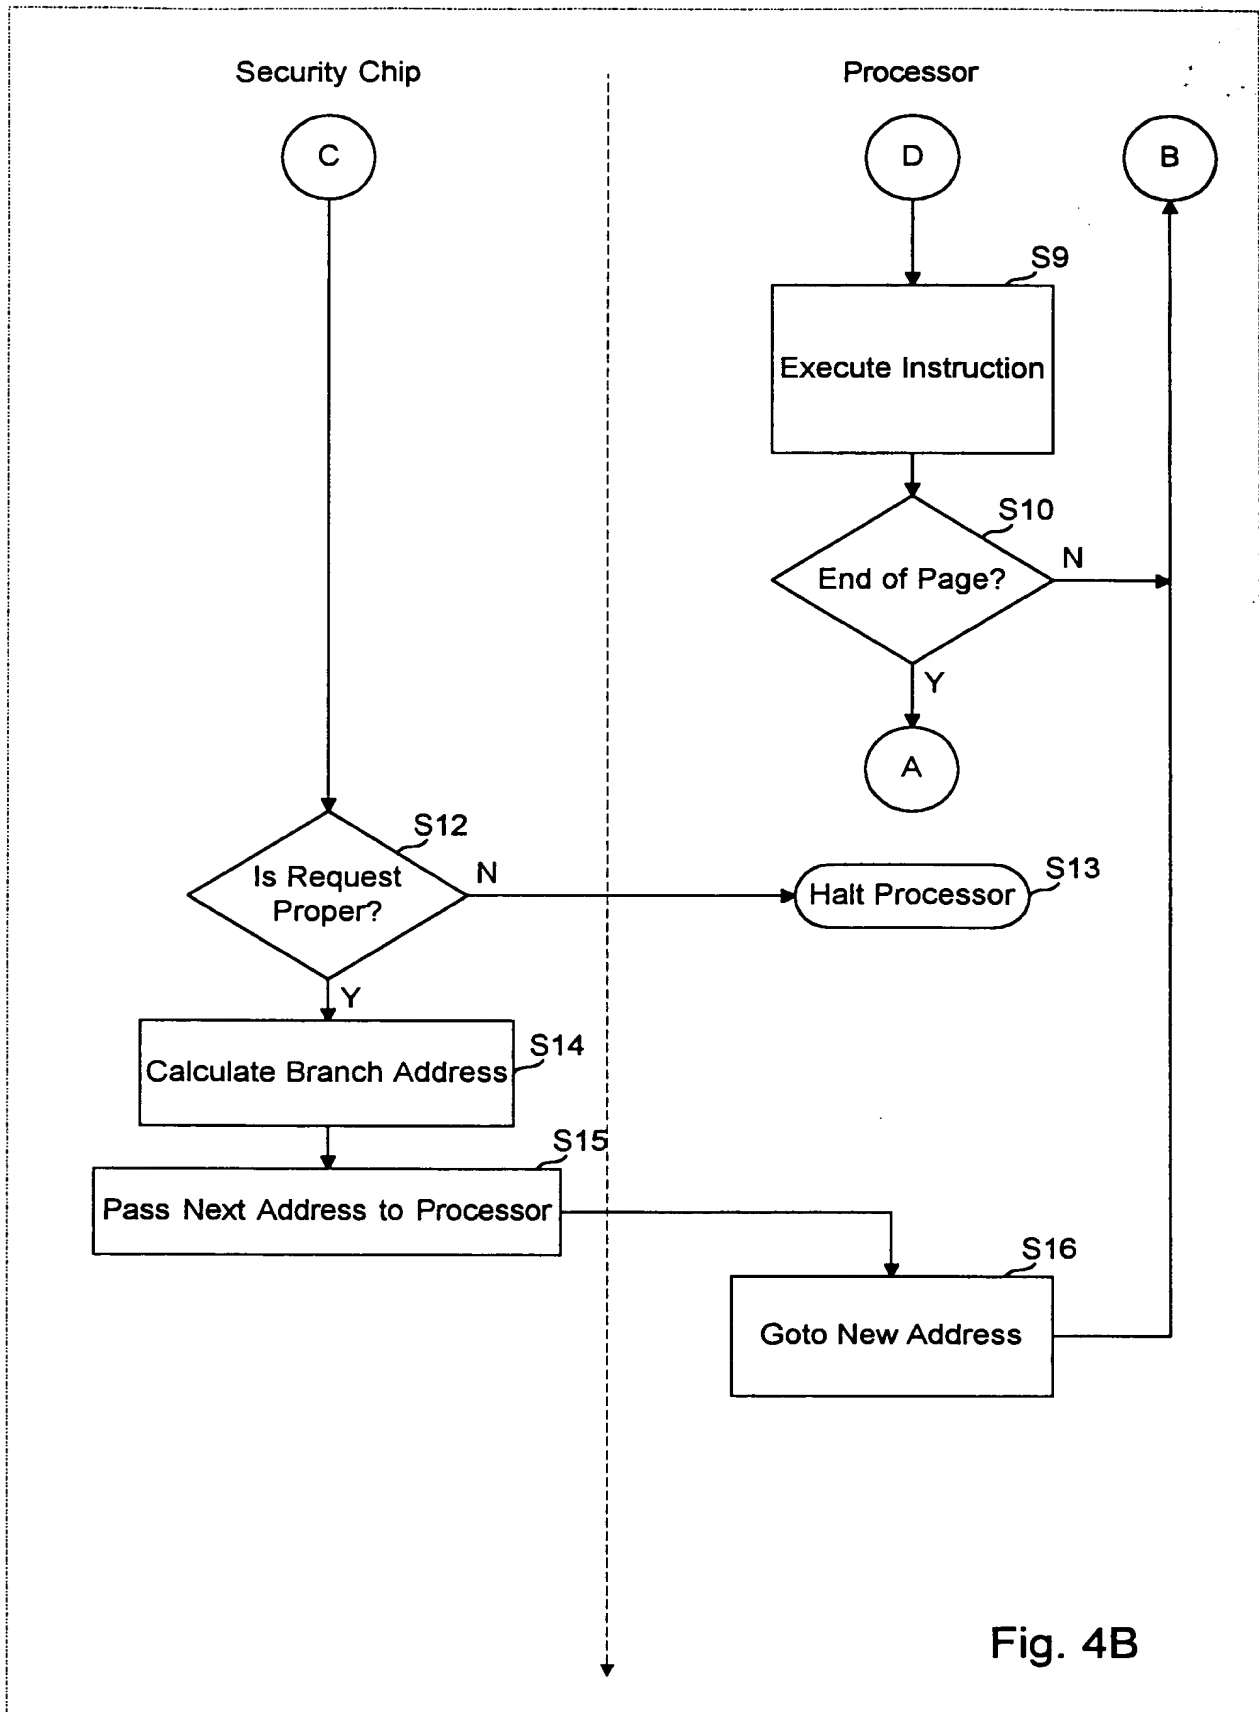 Security Chip
Processor
C
D
B
S9
Execute Instruction
S10
End of Page?
N
Y
A
S12
Is Request
Proper?
N
S13
Halt Processor
Y
S14
Calculate Branch Address
S15
Pass Next Address to Processor
S16
Goto New Address
Fig. 4B